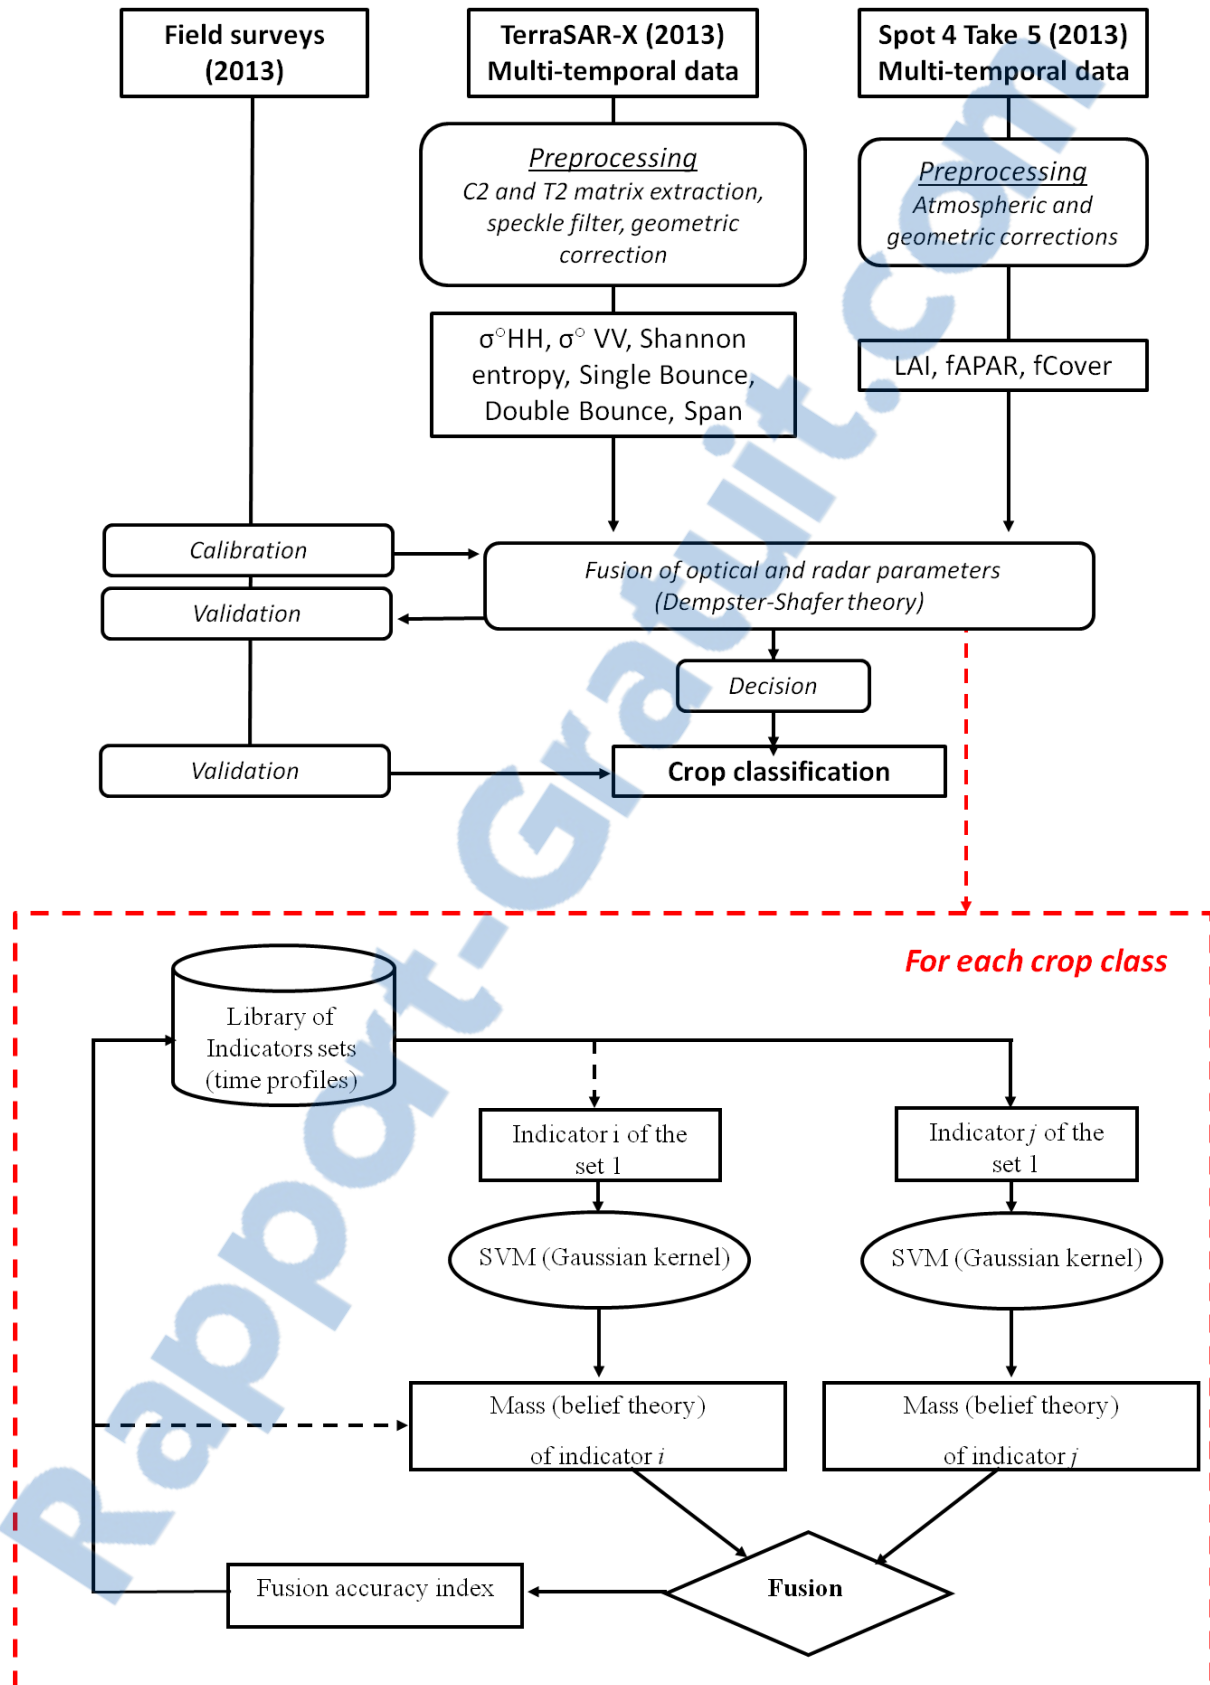 Field surveys
(2013)
TerraSAR-X (2013)
Multi-temporal data
Spot 4 Take 5 (2013)
Multi-temporal data
Preprocessing
C2 and T2 matrix extraction,
speckle filter, geometric
correction
Preprocessing
Atmospheric and
geometric corrections
σ°HH, σ° VV, Shannon
entropy, Single Bounce,
Double Bounce, Span
LAI, fAPAR, fCover
Calibration
Fusion of optical and radar parameters
(Dempster-Shafer theory)
Validation
Decision
Validation
Crop classification
For each crop class
Library of
Indicators sets
(time profiles)
Indicator i of the
set 1
Indicator j of the
set 1
SVM (Gaussian kernel)
SVM (Gaussian kernel)
Mass (belief theory)
of indicator i
Mass (belief theory)
of indicator j
Fusion accuracy index
Fusion
Rapport-Gratuit.com